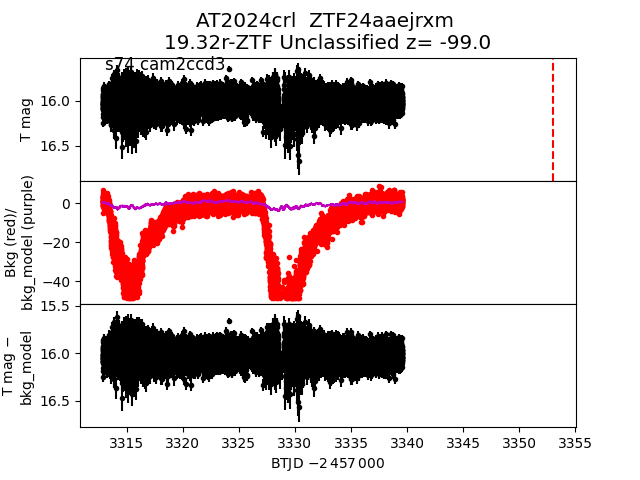 AT2024crl  ZTF24aaejrxm
19.32r-ZTF Unclassified z= -99.0
s74 cam2ccd3
T mag
16.0
16.5
Bkg (red)/
bkg_model (purple)
0
−20
−40
T mag −
bkg_model
15.5
16.0
16.5
3315 3320 3325 3330 3335 3340 3345 3350 3355
BTJD −2 457 000